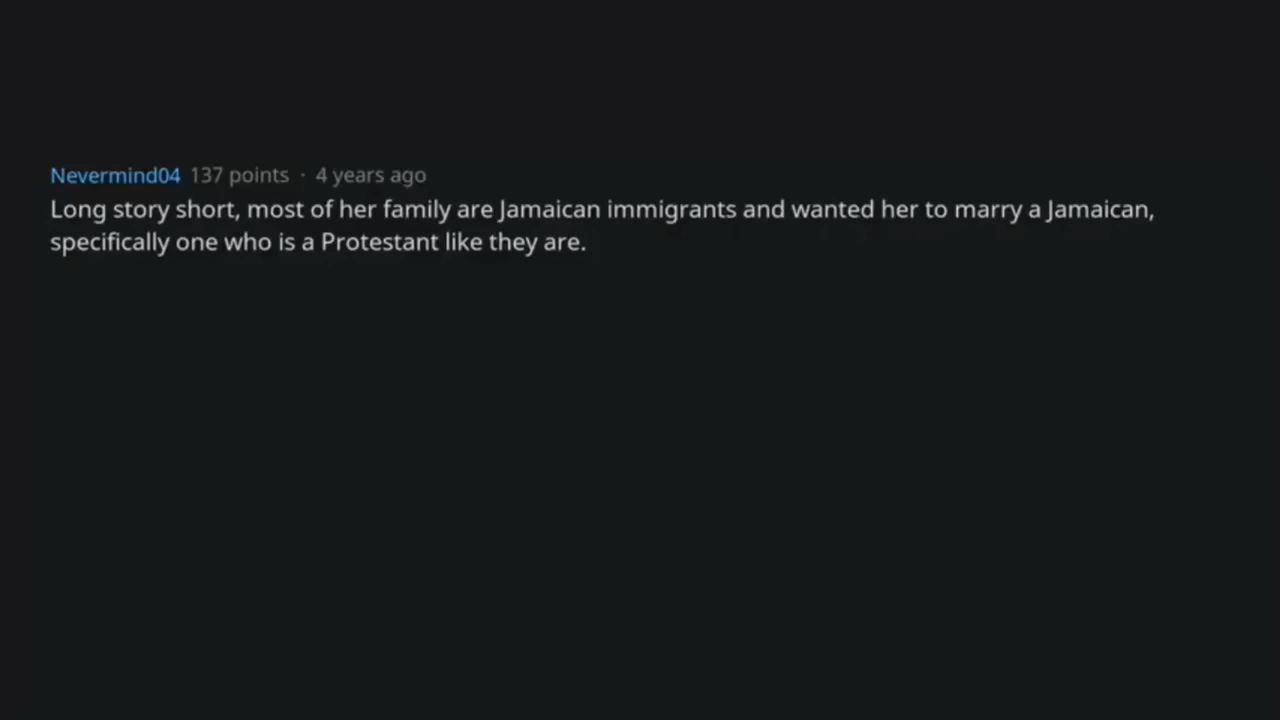 Nevermind04 137 points · 4 years ago
Long story short, most of her family are Jamaican immigrants and wanted her to marry a Jamaican,
specifically one who is a Protestant like they are.